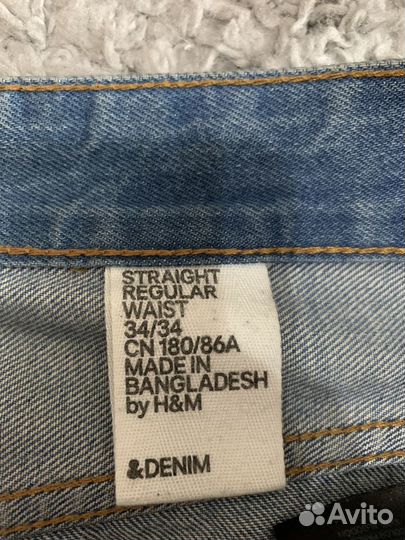 STRAIGHT
REGULAR
WAIST
34/34
CN 180/86A
MADE IN
BANGLADESH
by H&M
&DENIM
Avito